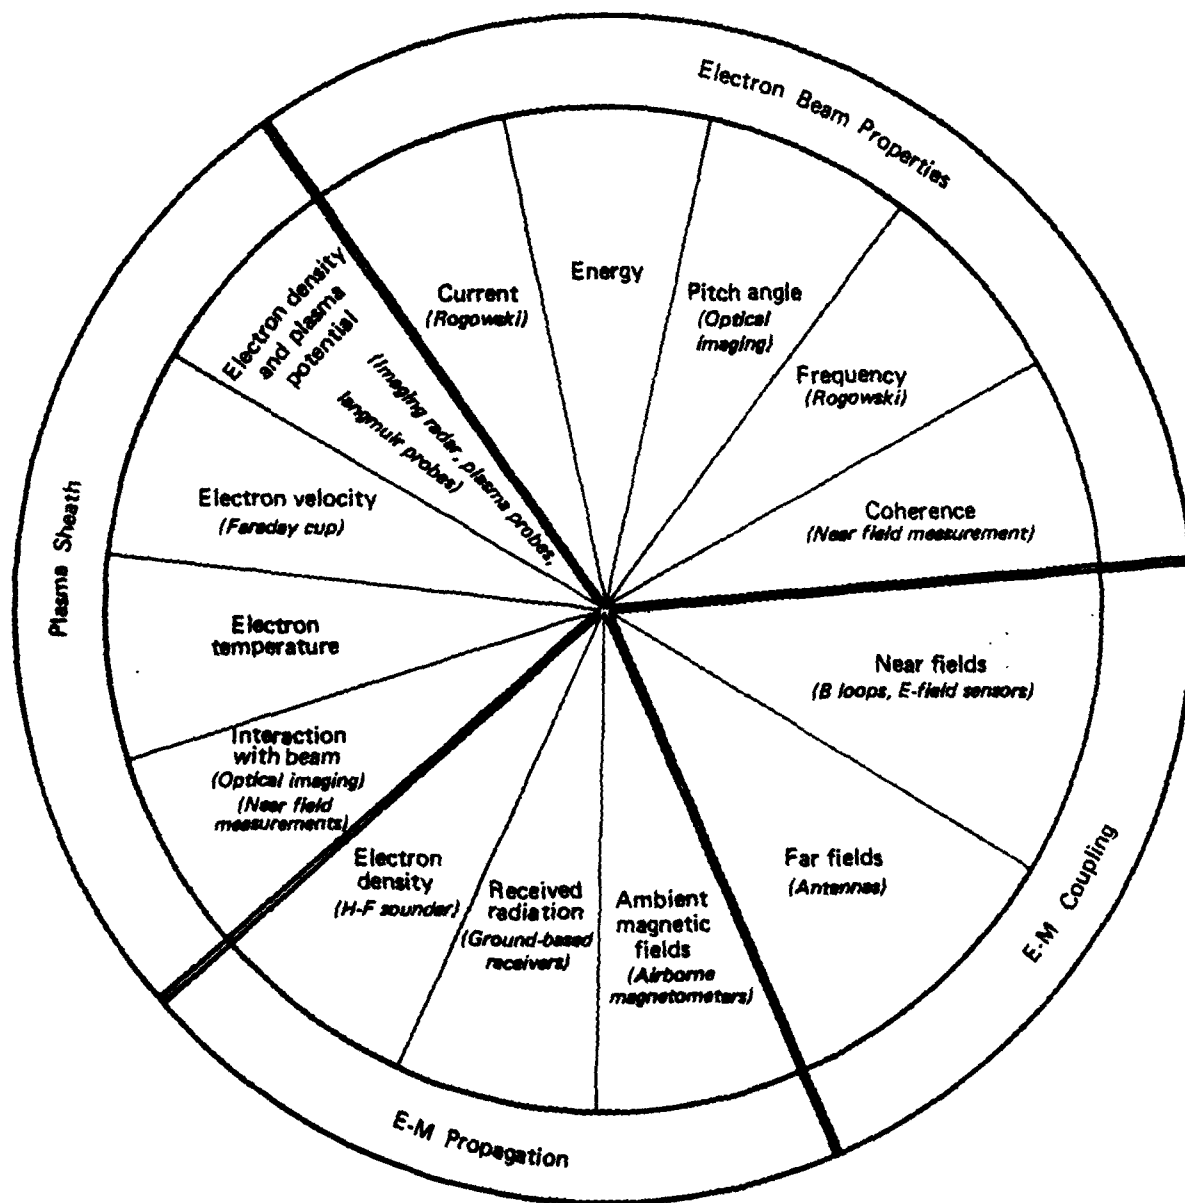 Electron Beam Properties
Current
(Rogowski)
Energy
Pitch angle
(Optical
imaging)
Frequency
(Rogowski)
Coherence
(Near field measurement)
E-M Coupling
Near fields
(B loops, E-field sensors)
Far fields
(Antennas)
E-M Propagation
Ambient
magnetic
fields
(Airborne
magnetometers)
Received
radiation
(Ground-based
receivers)
Electron
density
(H-F sounder)
Plasma Sheath
Interaction
with beam
(Optical imaging)
(Near field
measurements)
Electron
temperature
Electron velocity
(Faraday cup)
Electron density
and plasma
potential
(Imaging radar, plasma probes,
langmuir probes)